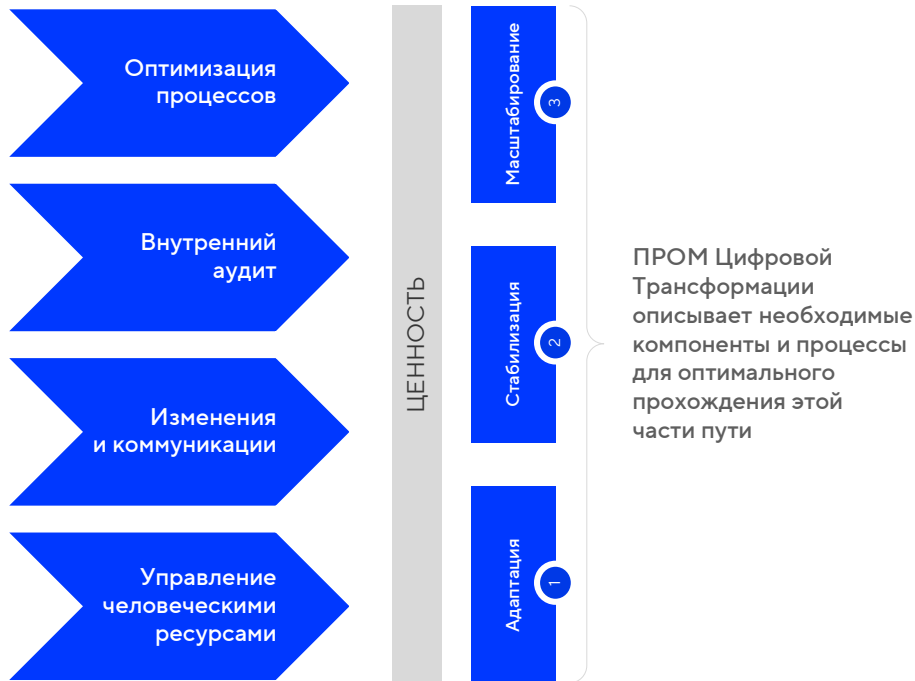 Оптимизация
процессов
Внутренний
аудит
Изменения
и коммуникации
Управление
человеческими
ресурсами
ЦЕННОСТЬ
Масштабирование
3
Стабилизация
2
Адаптация
1
ПРОМ Цифровой
Трансформации
описывает необходимые
компоненты и процессы
для оптимального
прохождения этой
части пути